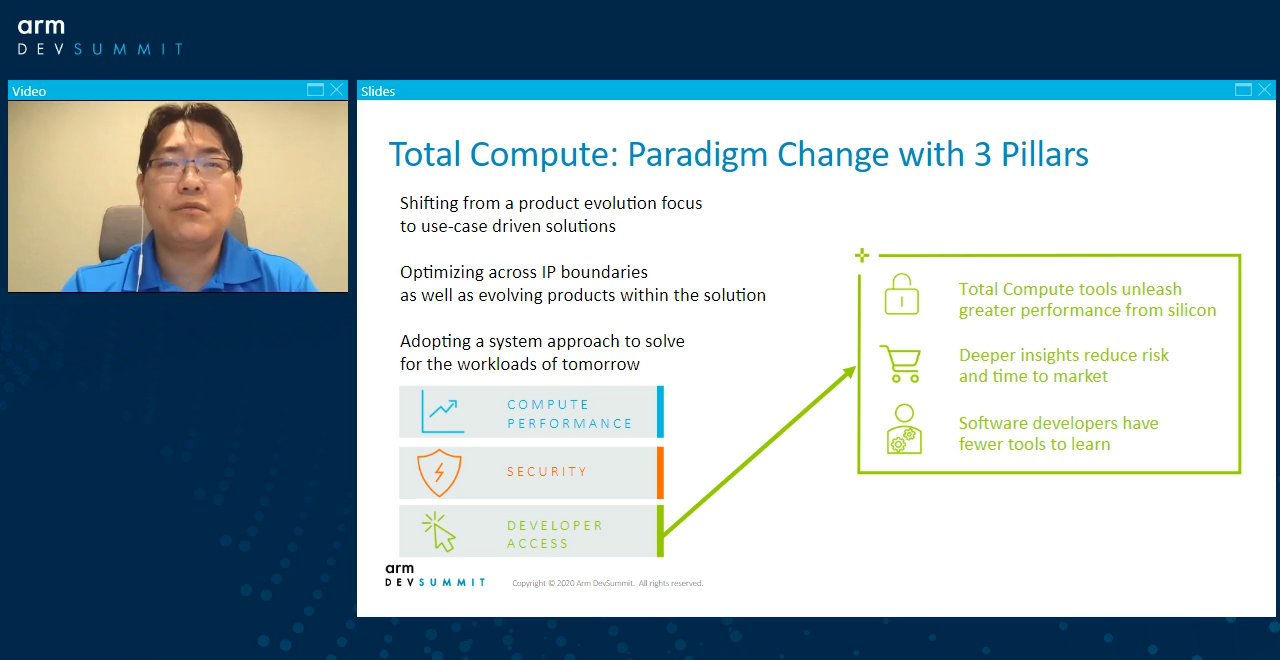 arm
DEVSUMMIT
Video
Slides
Total Compute: Paradigm Change with 3 Pillars
Shifting from a product evolution focus
to use-case driven solutions
Optimizing across IP boundaries
as well as evolving products within the solution
Adopting a system approach to solve
for the workloads of tomorrow
COMPUTE
PERFORMANCE
SECURITY
DEVELOPER
ACCESS
Total Compute tools unleash
greater performance from silicon
Deeper insights reduce risk
and time to market
Software developers have
fewer tools to learn
arm
DEVSUMMIT
Copyright © 2020 Arm DevSummit. All rights reserved.